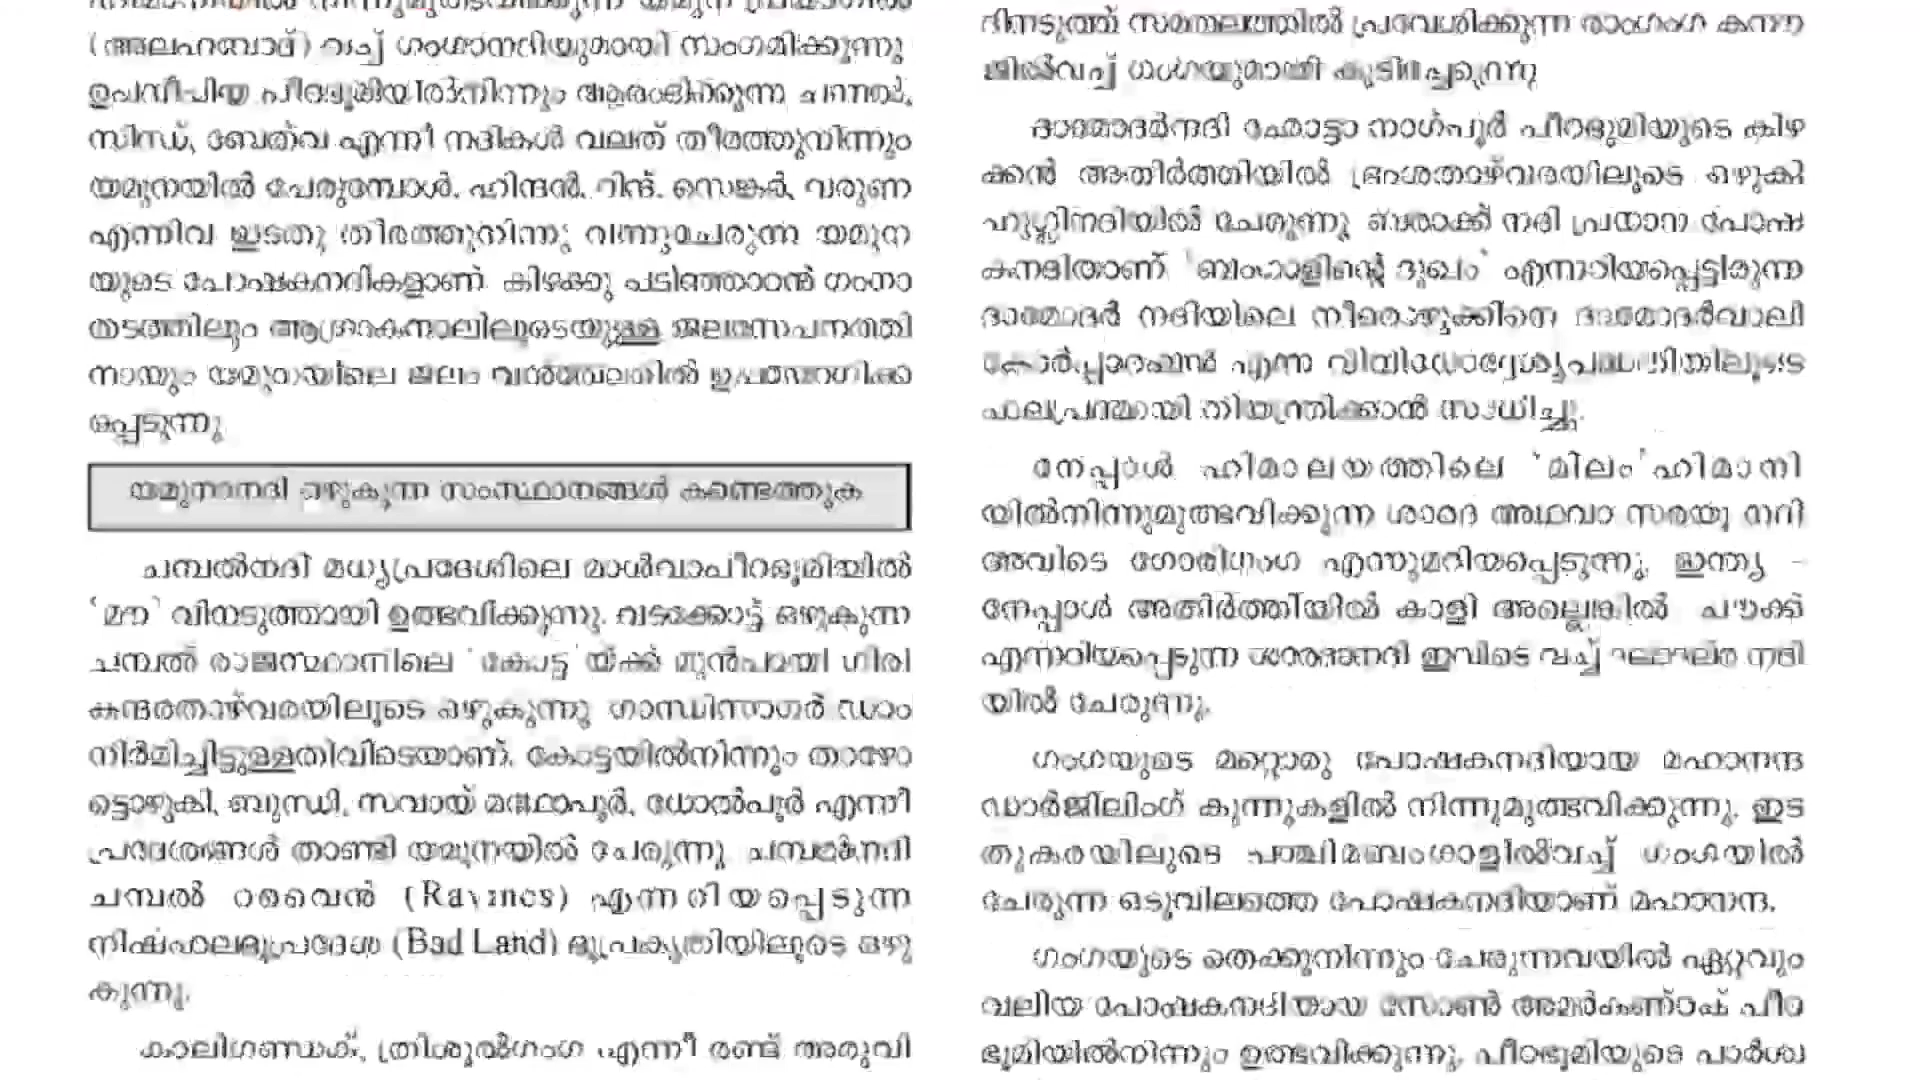 (അലഹബാദ്) വച്ച് ഗംഗാനദിയുമായി സംഗമിക്കുന്നു
ഉപദ്വീപിയ പീഠഭൂമിയിൽനിന്നും ആരംഭിക്കുന്ന ചമ്പൽ,
സിന്ധ്, ബേത്‌വ എന്നീ നദികൾ വലത് തീരത്തുനിന്നും
യമുനയിൽ ചേരുമ്പോൾ, ഹിന്ദൻ, റിന്ദ്, സെങ്കർ, വരുണ
എന്നിവ ഇടതു തീരത്തുനിന്നു വന്നുചേരുന്ന യമുന
യുടെ പോഷകനദികളാണ്. കിഴക്കു പടിഞ്ഞാറൻ ഗംഗാ
തടത്തിലും ആഗ്രാകനാലിലൂടെയുള്ള ജലസേചനത്തി
നായും യമുനയിലെ ജലം വൻതോതിൽ ഉപയോഗിക്ക
പ്പെടുന്നു
യമുനാനദി ഒഴുകുന്ന സംസ്ഥാനങ്ങൾ കണ്ടെത്തുക
ചമ്പൽനദി മധ്യപ്രദേശിലെ മാൾവാപീഠഭൂമിയിൽ
'മൗ' വിനടുത്തായി ഉത്ഭവിക്കുന്നു. വടക്കോട്ട് ഒഴുകുന്ന
ചമ്പൽ രാജസ്ഥാനിലെ 'കോട്ട' യ്ക്ക് മുൻപായി ഗിരി
കന്ദരതാഴ്‌വരയിലൂടെ ഒഴുകുന്നു ഗാന്ധിസാഗർ ഡാം
നിർമിച്ചിട്ടുള്ളതിവിടെയാണ്. കോട്ടയിൽനിന്നും താഴോ
ട്ടൊഴുകി, ബുന്ധി, സവായ് മധോപൂർ, ധോൽപൂർ എന്നീ
പ്രദേശങ്ങൾ താണ്ടി യമുനയിൽ ചേരുന്നു ചമ്പൽനദി
ചമ്പൽ റവൈൻ (Ravines) എന്നറിയപ്പെടുന്ന
നിഷ്ഫലഭൂപ്രദേശ (Bad Land) ഭൂപ്രകൃതിയിലൂടെ ഒഴു
കുന്നു.
കാലിഗണ്ഡക്, ത്രിശൂൽഗംഗ എന്നീ രണ്ട് അരുവി
സമതലത്തിൽ പ്രവേശിക്കുന്ന രാംഗംഗ കനൗ
ജിൽവച്ച് ഗംഗയുമായി കൂടിച്ചേരുന്നു
ദാമോദർനദി ഛോട്ടാ നാഗ്പൂർ പീഠഭൂമിയുടെ കിഴ
ക്കൻ അതിർത്തിയിൽ ഭ്രംശതാഴ്‌വരയിലൂടെ ഒഴുകി
ഹുഗ്ലിനദിയിൽ ചേരുന്നു ബരാക്കർ നദി പ്രധാന പോഷ
കനദിയാണ് 'ബംഗാളിന്റെ ദുഃഖം' എന്നറിയപ്പെട്ടിരുന്ന
ദാമോദർ നദിയിലെ നീരൊഴുക്കിനെ ദാമോദർവാലി
കോർപ്പറേഷൻ എന്ന വിവിധോദ്ദേശ്യപദ്ധതിയിലൂടെ
ഫലപ്രദമായി നിയന്ത്രിക്കാൻ സാധിച്ചു.
നേപ്പാൾ ഹിമാലയത്തിലെ 'മിലം' ഹിമാനി
യിൽനിന്നുമുത്ഭവിക്കുന്ന ശാരദ അഥവാ സരയൂ നദി
അവിടെ ഗോരിഗംഗ എന്നുമറിയപ്പെടുന്നു. ഇന്ത്യ -
നേപ്പാൾ അതിർത്തിയിൽ കാളി അല്ലെങ്കിൽ ചൗക്ക്
എന്നറിയപ്പെടുന്ന ശാരദാനദി ഇവിടെ വച്ച് നദി
യിൽ ചേരുന്നു.
ഗംഗയുടെ മറ്റൊരു പോഷകനദിയായ മഹാനന്ദ
ഡാർജിലിംഗ് കുന്നുകളിൽ നിന്നുമുത്ഭവിക്കുന്നു. ഇട
തുകരയിലൂടെ പശ്ചിമബംഗാളിൽവച്ച് ഗംഗയിൽ
ചേരുന്ന ഒടുവിലത്തെ പോഷകനദിയാണ് മഹാനന്ദ.
ഗംഗയുടെ തെക്കുനിന്നും ചേരുന്നവയിൽ ഏറ്റവും
വലിയ പോഷകനദിയായ സോൺ അമർകണ്ഡക് പീഠ
ഭൂമിയിൽനിന്നും ഉത്ഭവിക്കുന്നു. പീഠഭൂമിയുടെ പാർശ്വ